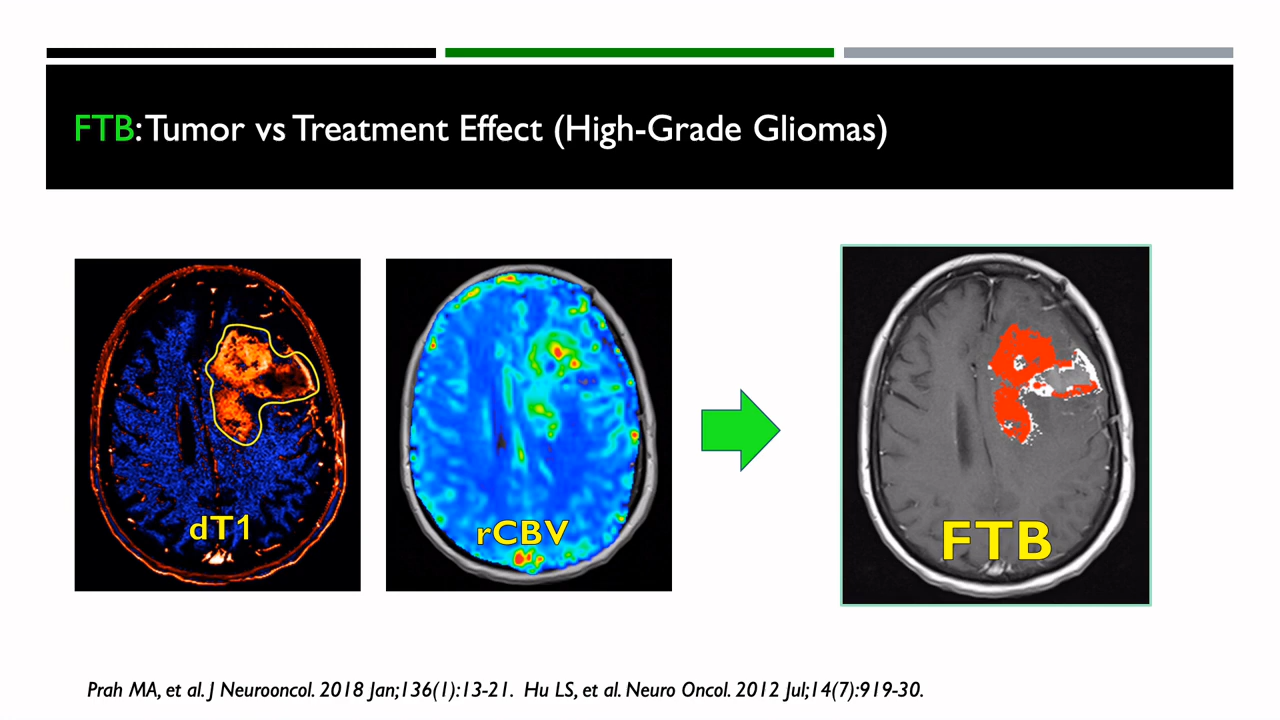 FTB: Tumor vs Treatment Effect (High-Grade Gliomas)
dT1
rCBV
FTB
Prah MA, et al. J Neurooncol. 2018 Jan;136(1):13-21. Hu LS, et al. Neuro Oncol. 2012 Jul;14(7):919-30.